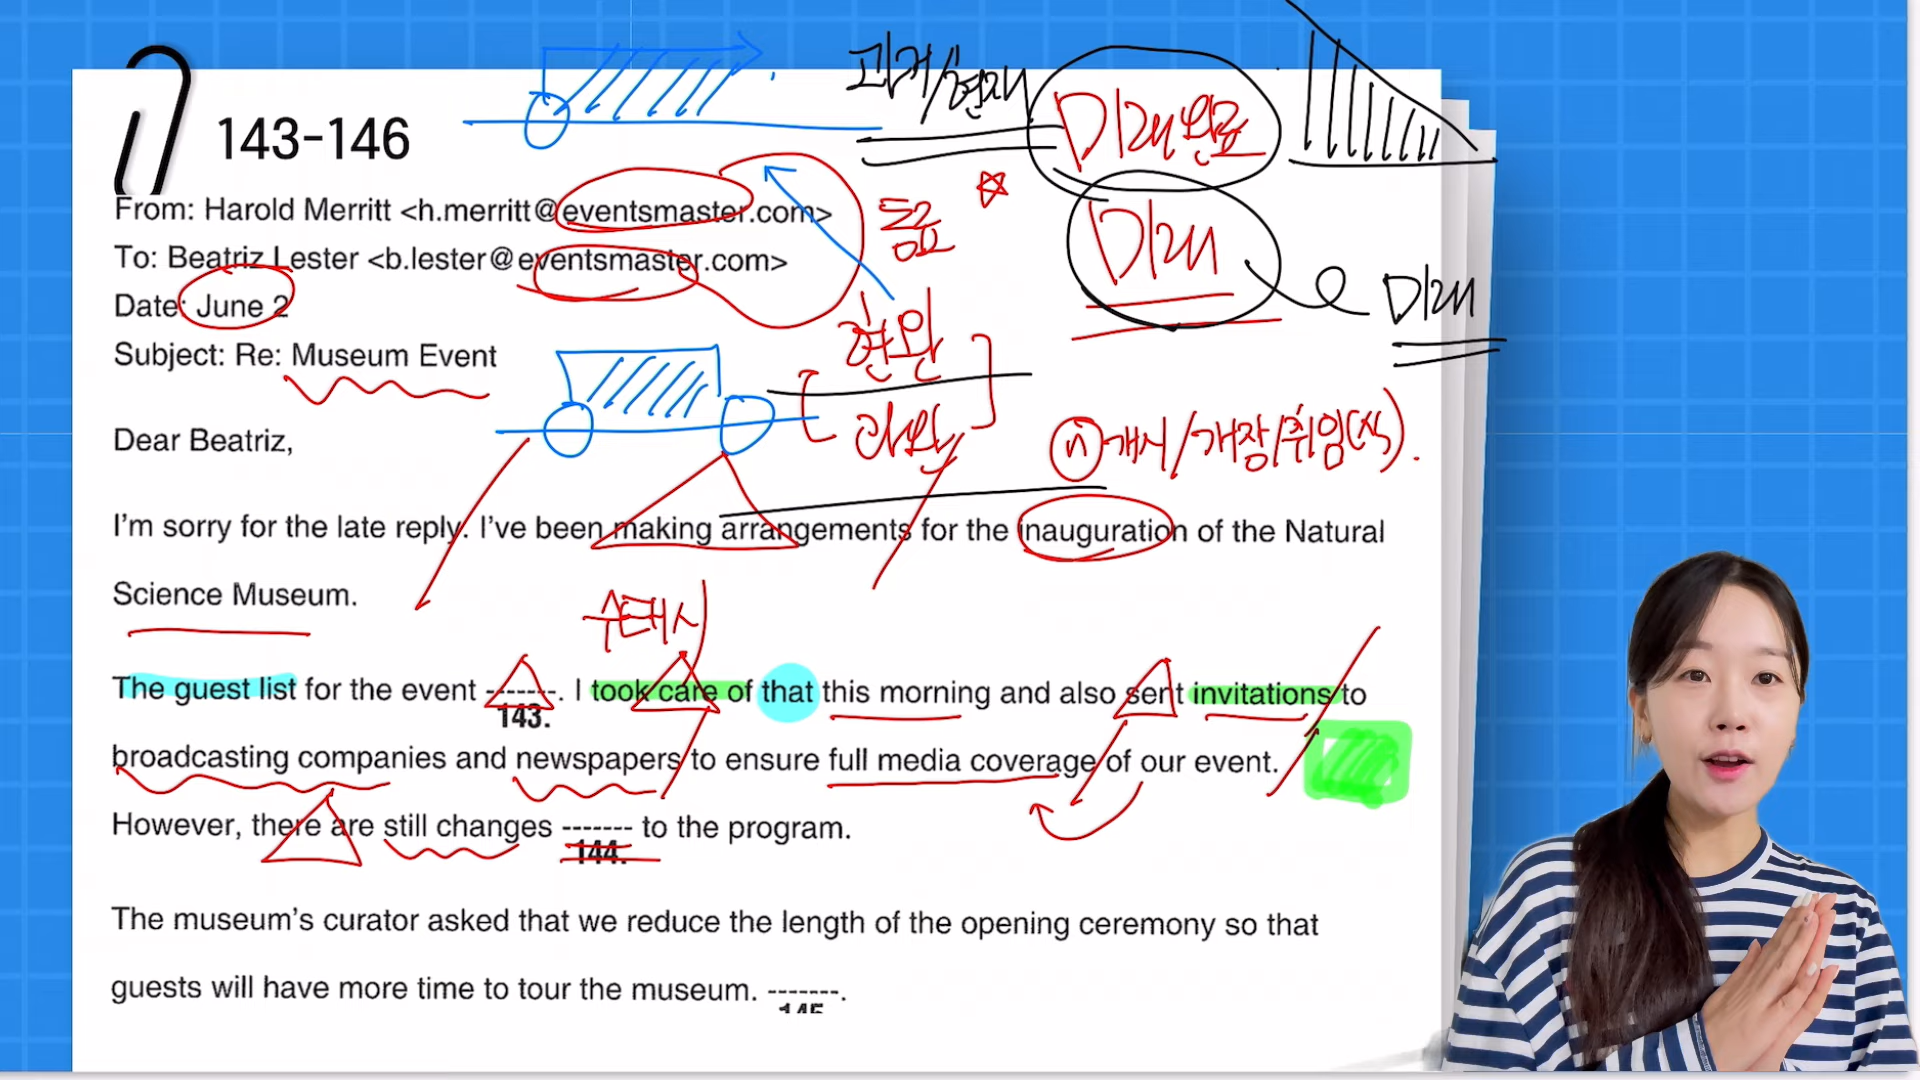 143-146
과거/현재
미래완료
From: Harold Merritt <h.merritt@eventsmaster.com>
동료
미래
To: Beatriz Lester <b.lester@eventsmaster.com>
Date: June 2
미래
Subject: Re: Museum Event
현완
과완
Dear Beatriz,
n 개시/개장/취임(식).
I'm sorry for the late reply. I've been making arrangements for the inauguration of the Natural
Science Museum.
수태시
The guest list for the event -------. I took care of that this morning and also sent invitations to
143.
broadcasting companies and newspapers to ensure full media coverage of our event.
However, there are still changes ------- to the program.
144.
The museum's curator asked that we reduce the length of the opening ceremony so that
guests will have more time to tour the museum. -------.
145